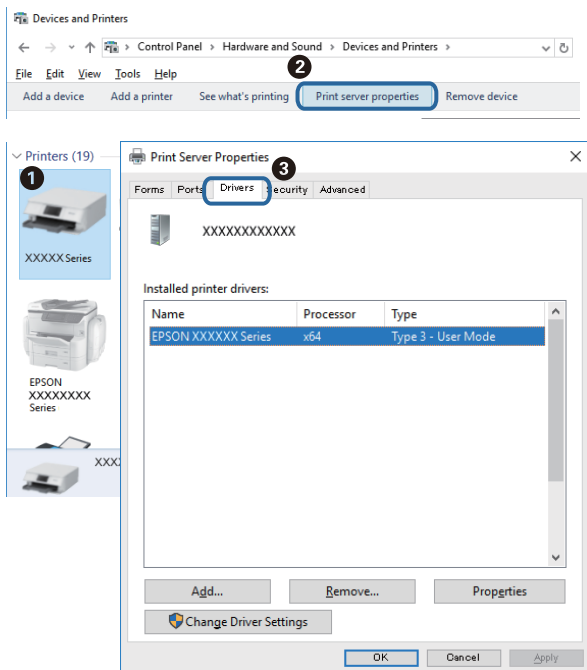 Devices and Printers
Control Panel > Hardware and Sound > Devices and Printers >
File Edit View Tools Help
2
Add a device Add a printer See what's printing Print server properties Remove device
Printers (19)
1
XXXXX Series
EPSON
XXXXXXXX
Series
XXX
Print Server Properties
3
Forms Ports Drivers Security Advanced
XXXXXXXXXXXX
Installed printer drivers:
Name Processor Type
EPSON XXXXXX Series x64 Type 3 - User Mode
Add... Remove... Properties
Change Driver Settings
OK Cancel Apply